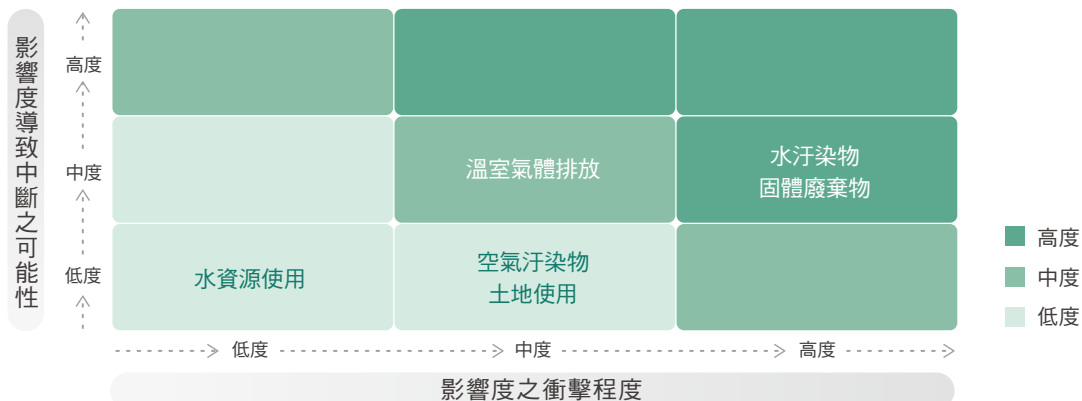 影響度導致中斷之可能性
高度
中度
溫室氣體排放
水汙染物
固體廢棄物
低度
水資源使用
空氣汙染物
土地使用
高度
中度
低度
低度
中度
高度
影響度之衝擊程度